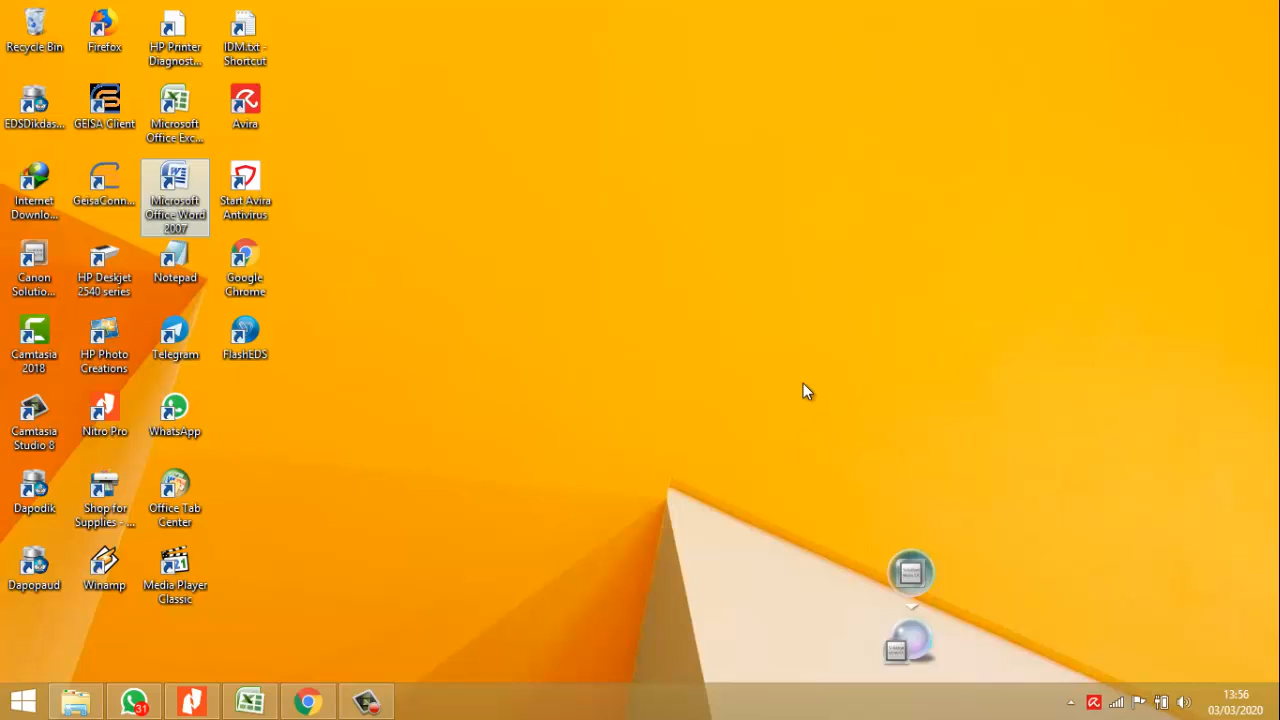 Recycle Bin
Firefox
HP Printer
Diagnost...
IDM.txt -
Shortcut
EDSDikdas...
GEISA Client
Microsoft
Office Exc...
Avira
Internet
Downlo...
GeisaConn...
Microsoft
Office Word
2007
Start Avira
Antivirus
Canon
Solutio...
HP Deskjet
2540 series
Notepad
Google
Chrome
Camtasia
2018
HP Photo
Creations
Telegram
FlashEDS
Camtasia
Studio 8
Nitro Pro
WhatsApp
Dapodik
Shop for
Supplies - ...
Office Tab
Center
Dapopaud
Winamp
Media Player
Classic
31
13:56
03/03/2020